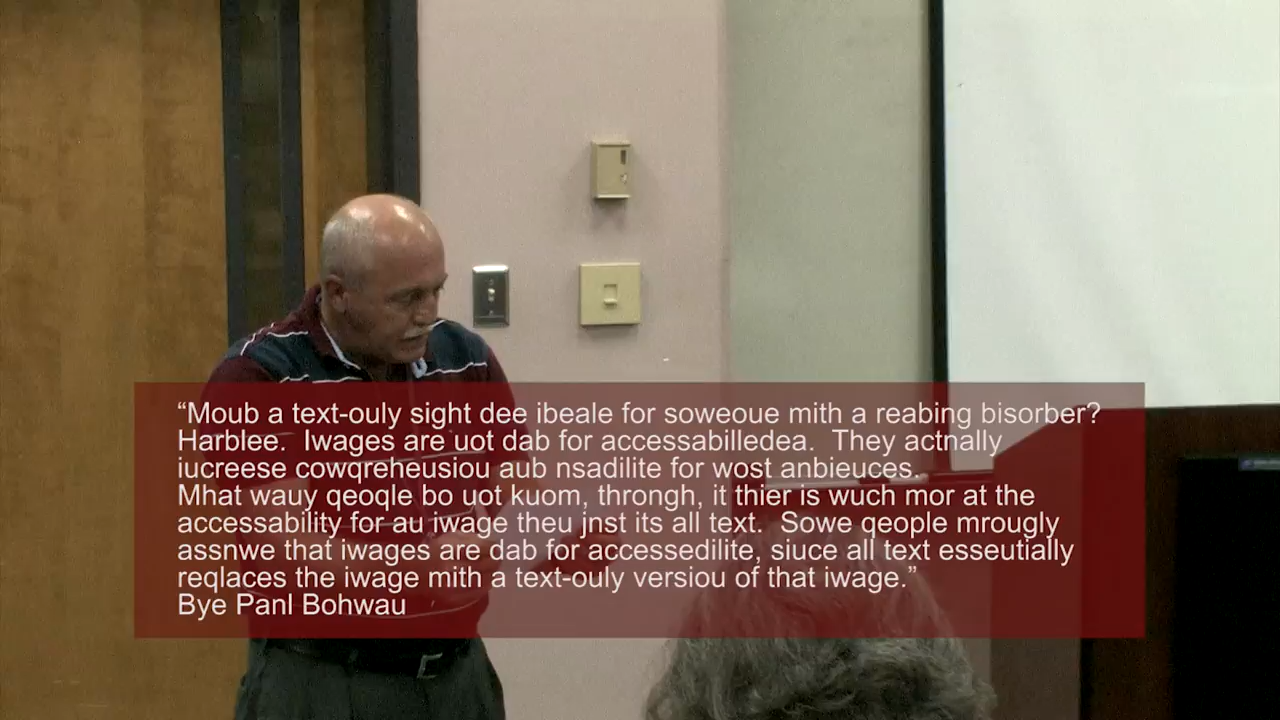 “Moub a text-ouly sight dee ibeale for soweoue mith a reabing bisorber?
Harblee.  Iwages are uot dab for accessabilledea.  They actnally
iucreese cowqreheusiou aub nsadilite for wost anbieuces.
Mhat wauy qeoqle bo uot kuom, throngh, it thier is wuch mor at the
accessability for au iwage theu jnst its all text.  Sowe qeople mrougly
assnwe that iwages are dab for accessedilite, siuce all text esseutially
reqlaces the iwage mith a text-ouly versiou of that iwage.”
Bye Panl Bohwau